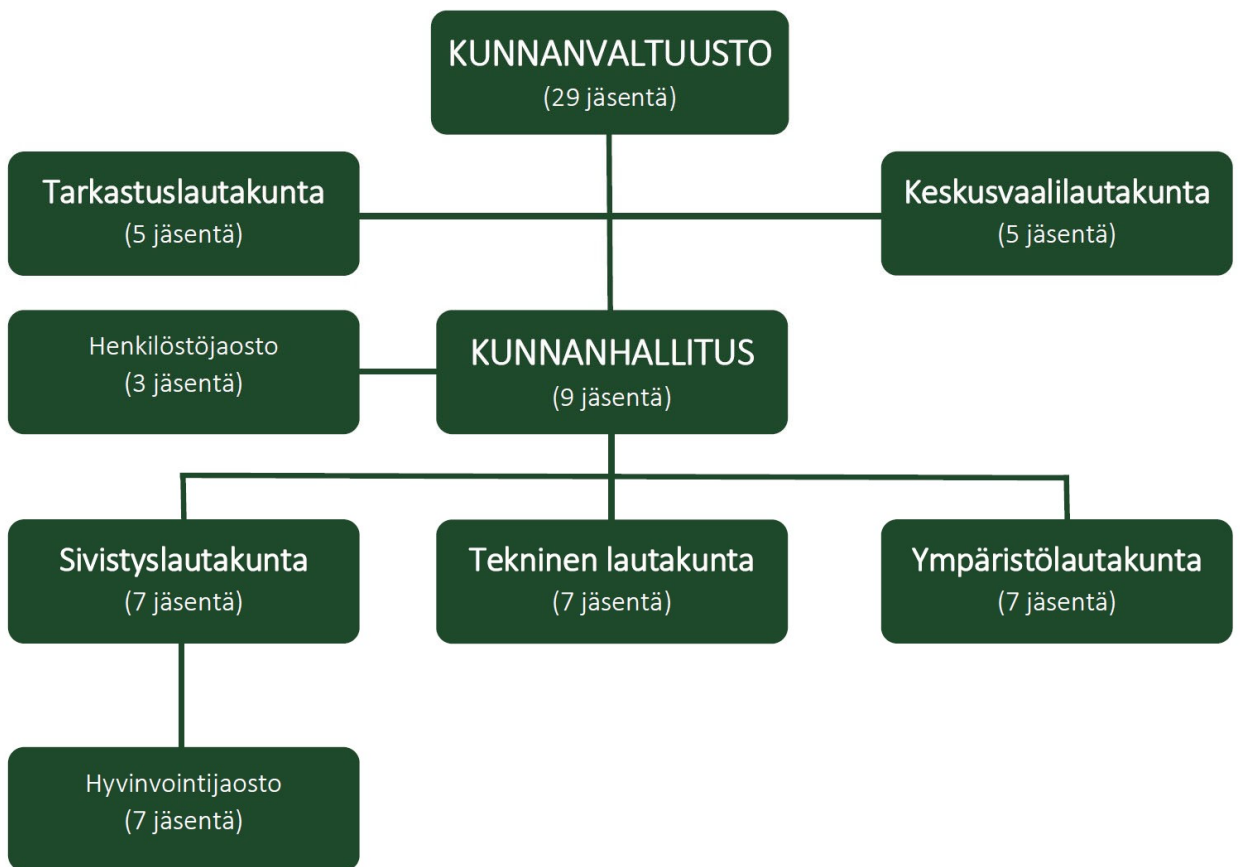 KUNNANVALTUUSTO
(29 jäsentä)
Tarkastuslautakunta
(5 jäsentä)
Keskusvaalilautakunta
(5 jäsentä)
Henkilöstöjaosto
(3 jäsentä)
KUNNANHALLITUS
(9 jäsentä)
Sivistyslautakunta
(7 jäsentä)
Tekninen lautakunta
(7 jäsentä)
Ympäristölautakunta
(7 jäsentä)
Hyvinvointijaosto
(7 jäsentä)